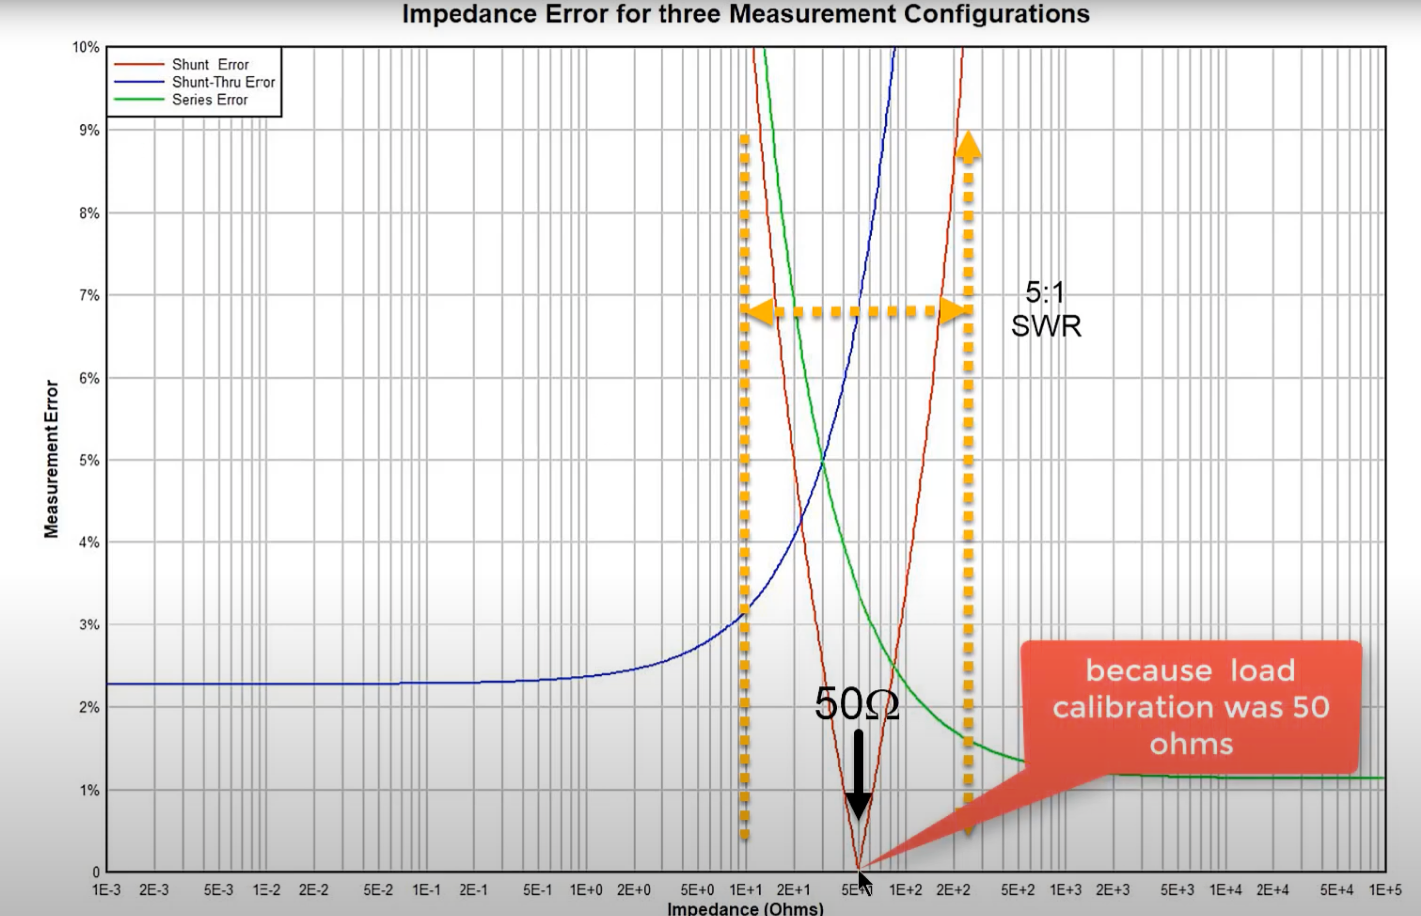 Impedance Error for three Measurement Configurations
10%
Shunt Error
Shunt-Thru Error
Series Error
9%
8%
7%
6%
5%
4%
3%
2%
1%
0
Measurement Error
5:1
SWR
50Ω
because load
calibration was 50
ohms
1E-3 2E-3 5E-3 1E-2 2E-2 5E-2 1E-1 2E-1 5E-1 1E+0 2E+0 5E+0 1E+1 2E+1 1E+2 2E+2 5E+2 1E+3 2E+3 5E+3 1E+4 2E+4 5E+4 1E+5
Impedance (Ohms)